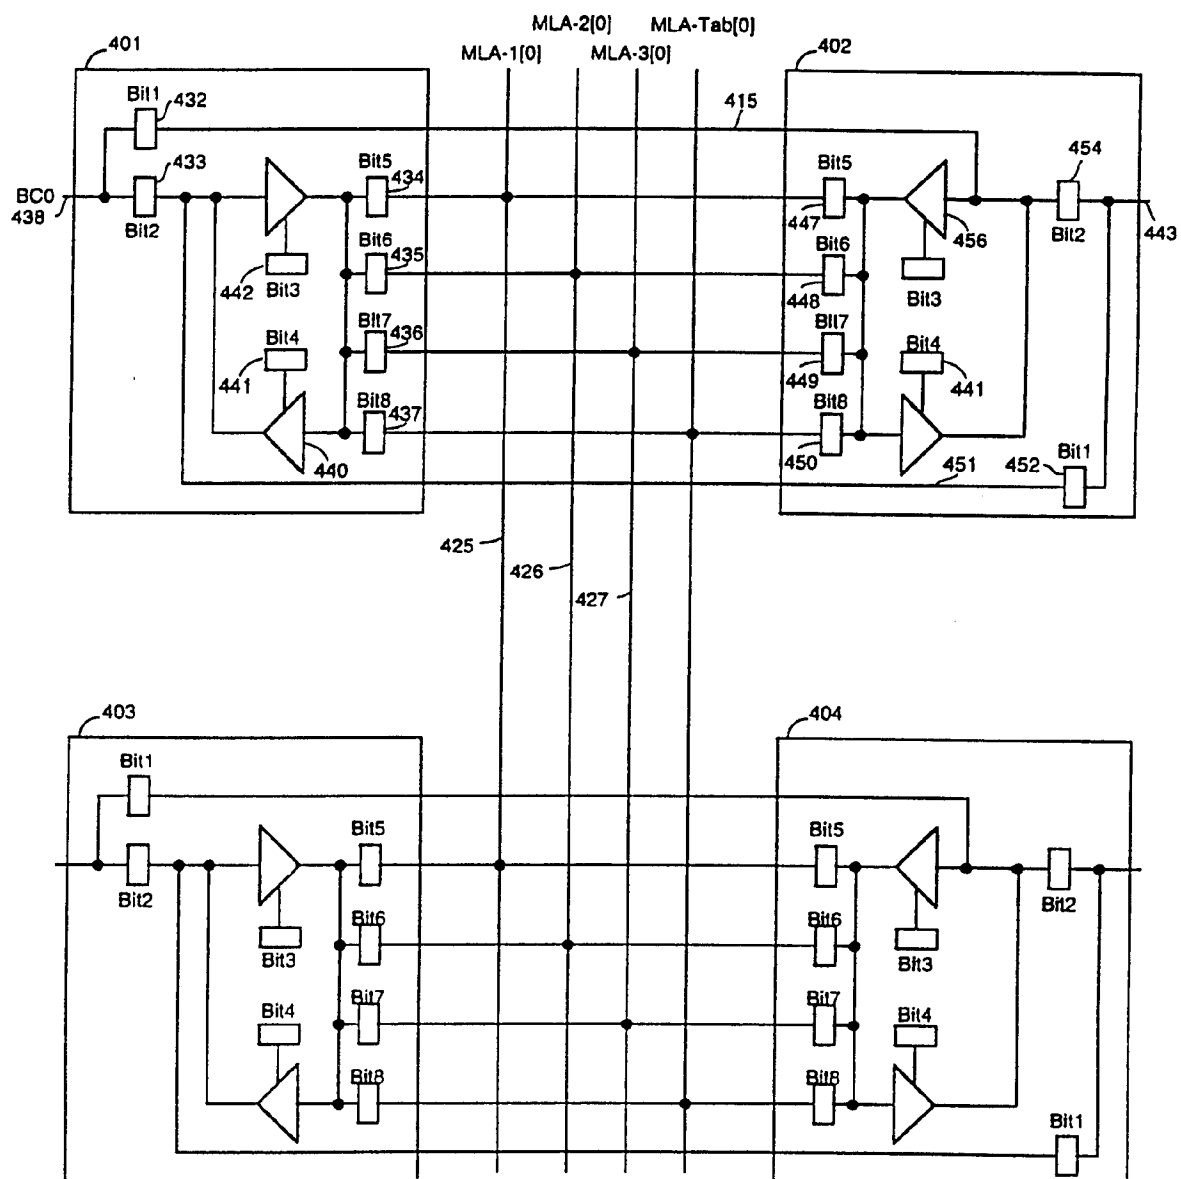 MLA-2[0] MLA-Tab[0]
MLA-1[0] MLA-3[0]
401
402
Bit1
432
415
433
454
Bit5
434
Bit5
BC0
438
Bit2
447
456
Bit2
443
Bit6
435
Bit6
442
Bit3
448
Bit3
Bit7
436
Bit7
Bit4
441
449
Bit4
441
Bit8
437
Bit8
440
450
451
452
Bit1
425
426
427
403
404
Bit1
Bit5
Bit5
Bit2
Bit2
Bit6
Bit6
Bit3
Bit3
Bit7
Bit7
Bit4
Bit4
Bit8
Bit8
Bit1